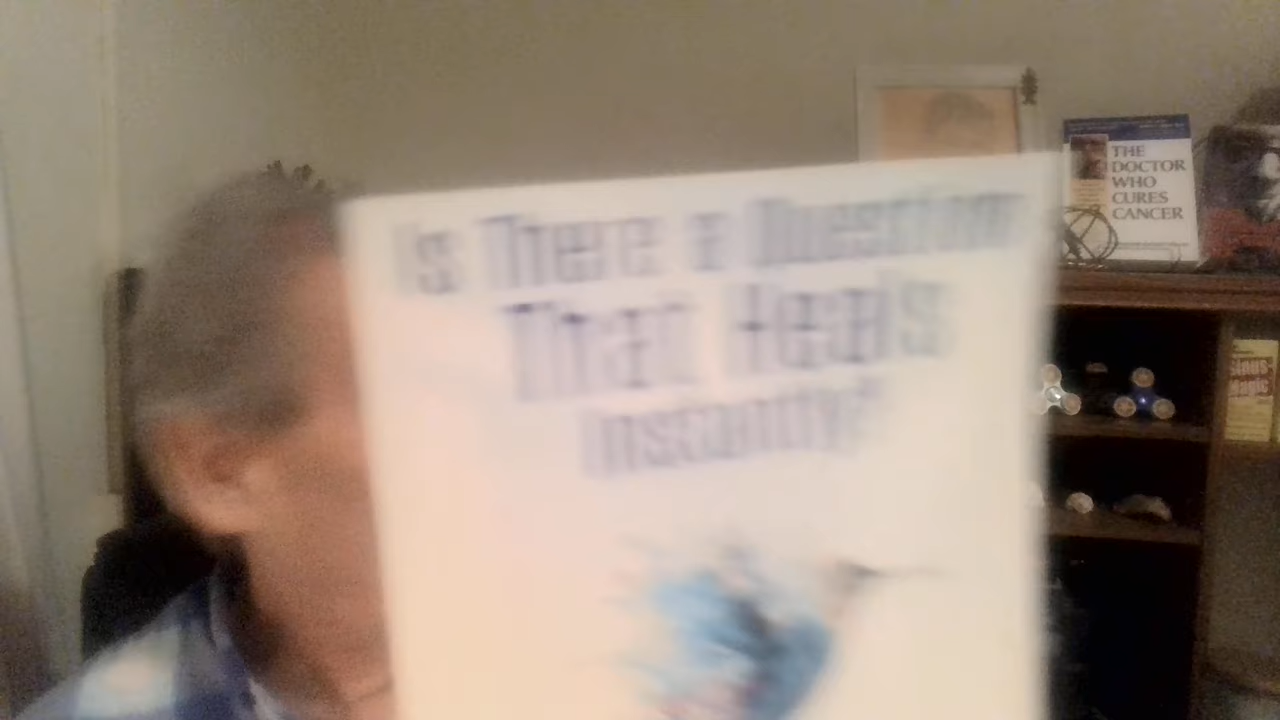 Is There a Question
That Heals
Insanity?
THE
DOCTOR
WHO
CURES
CANCER